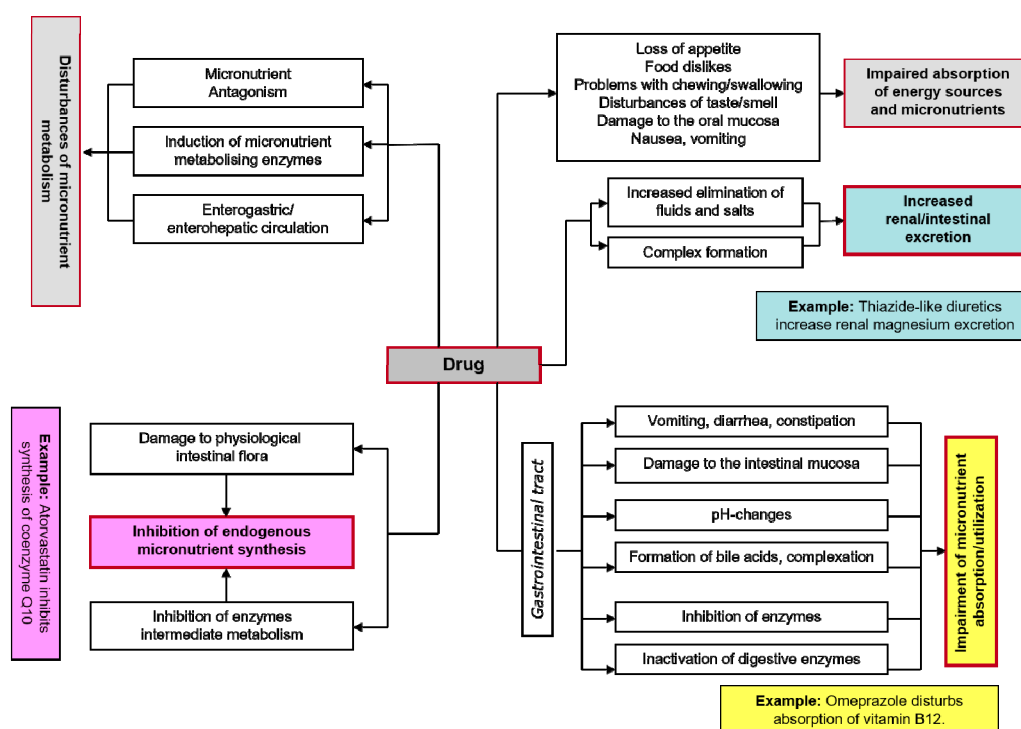 Disturbances of micronutrient
metabolism
Micronutrient
Antagonism
Induction of micronutrient
metabolising enzymes
Enterogastric/
enterohepatic circulation
Loss of appetite
Food dislikes
Problems with chewing/swallowing
Disturbances of taste/smell
Damage to the oral mucosa
Nausea, vomiting
Impaired absorption
of energy sources
and micronutrients
Increased elimination of
fluids and salts
Complex formation
Increased
renal/intestinal
excretion
Example: Thiazide-like diuretics
increase renal magnesium excretion
Drug
Example: Atorvastatin inhibits
synthesis of coenzyme Q10
Damage to physiological
intestinal flora
Inhibition of endogenous
micronutrient synthesis
Inhibition of enzymes
intermediate metabolism
Gastrointestinal tract
Vomiting, diarrhea, constipation
Damage to the intestinal mucosa
pH-changes
Formation of bile acids, complexation
Inhibition of enzymes
Inactivation of digestive enzymes
Impairment of micronutrient
absorption/utilization
Example: Omeprazole disturbs
absorption of vitamin B12.